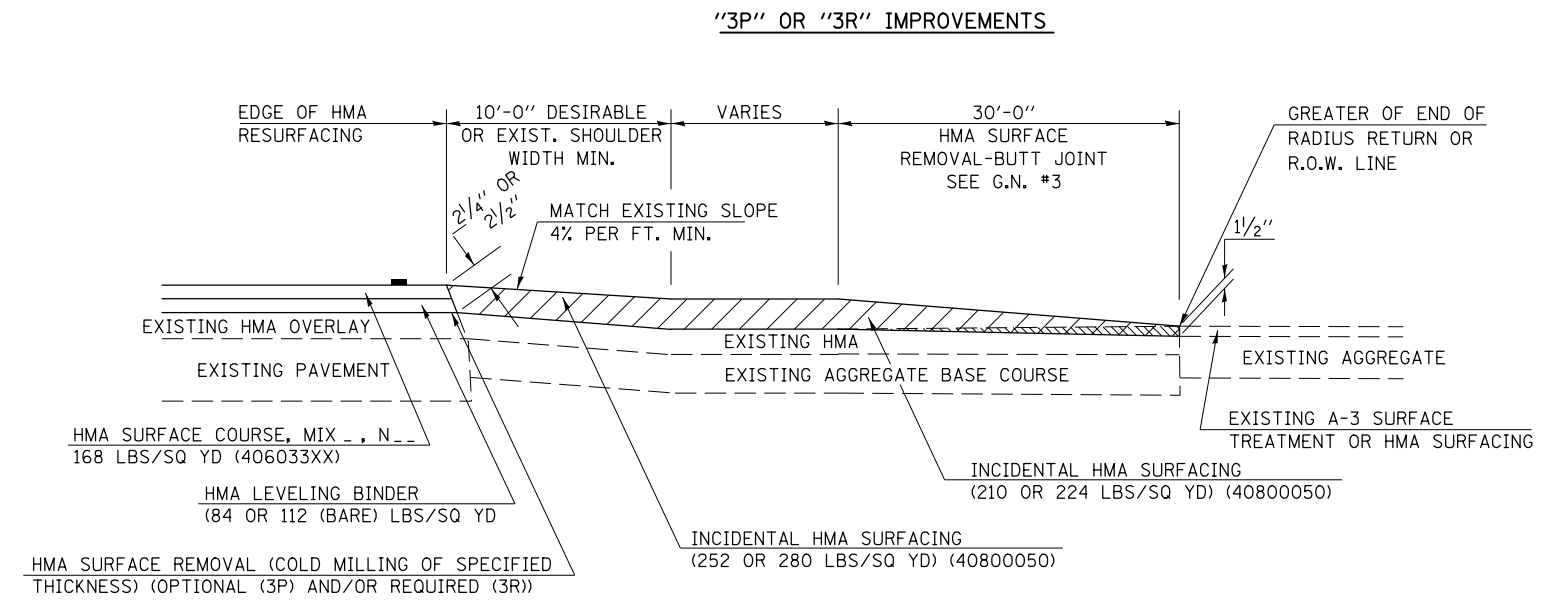 "3P" OR "3R" IMPROVEMENTS
EDGE OF HMA
RESURFACING
10'-0" DESIRABLE
OR EXIST. SHOULDER
WIDTH MIN.
VARIES
30'-0"
HMA SURFACE
REMOVAL-BUTT JOINT
SEE G.N. #3
GREATER OF END OF
RADIUS RETURN OR
R.O.W. LINE
2 1/4" OR
2 1/2"
MATCH EXISTING SLOPE
4% PER FT. MIN.
1 1/2"
EXISTING HMA OVERLAY
EXISTING HMA
EXISTING PAVEMENT
EXISTING AGGREGATE BASE COURSE
EXISTING AGGREGATE
HMA SURFACE COURSE, MIX _ , N_ _
168 LBS/SQ YD (406033XX)
EXISTING A-3 SURFACE
TREATMENT OR HMA SURFACING
INCIDENTAL HMA SURFACING
(210 OR 224 LBS/SQ YD) (40800050)
HMA LEVELING BINDER
(84 OR 112 (BARE) LBS/SQ YD
INCIDENTAL HMA SURFACING
(252 OR 280 LBS/SQ YD) (40800050)
HMA SURFACE REMOVAL (COLD MILLING OF SPECIFIED
THICKNESS) (OPTIONAL (3P) AND/OR REQUIRED (3R))